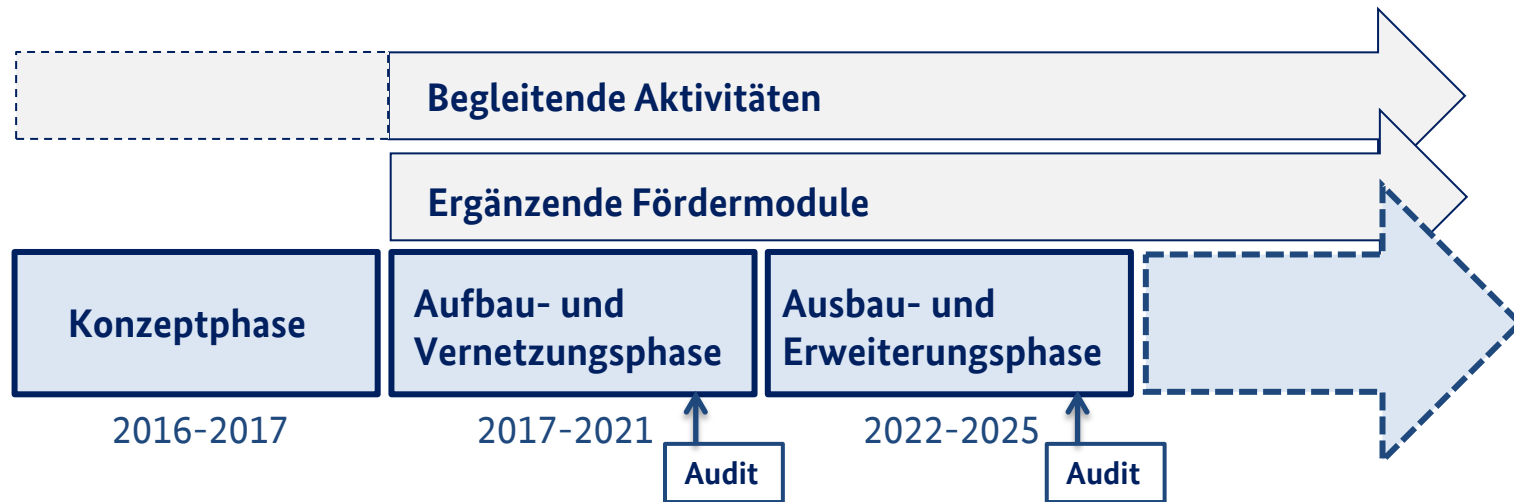 Begleitende Aktivitäten
Ergänzende Fördermodule
Konzeptphase
Aufbau- und
Vernetzungsphase
Ausbau- und
Erweiterungsphase
2016-2017
2017-2021
2022-2025
Audit
Audit